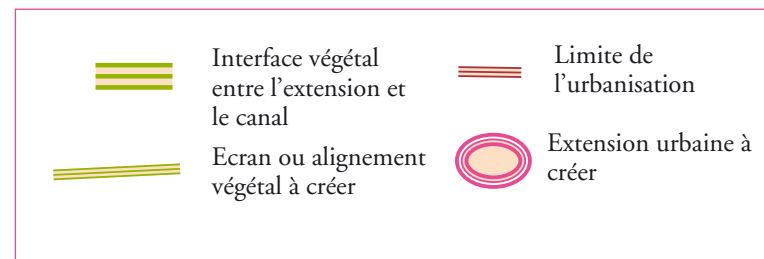 Interface végétal
entre l'extension et
le canal
Ecran ou alignement
végétal à créer
Limite de
l'urbanisation
Extension urbaine à
créer